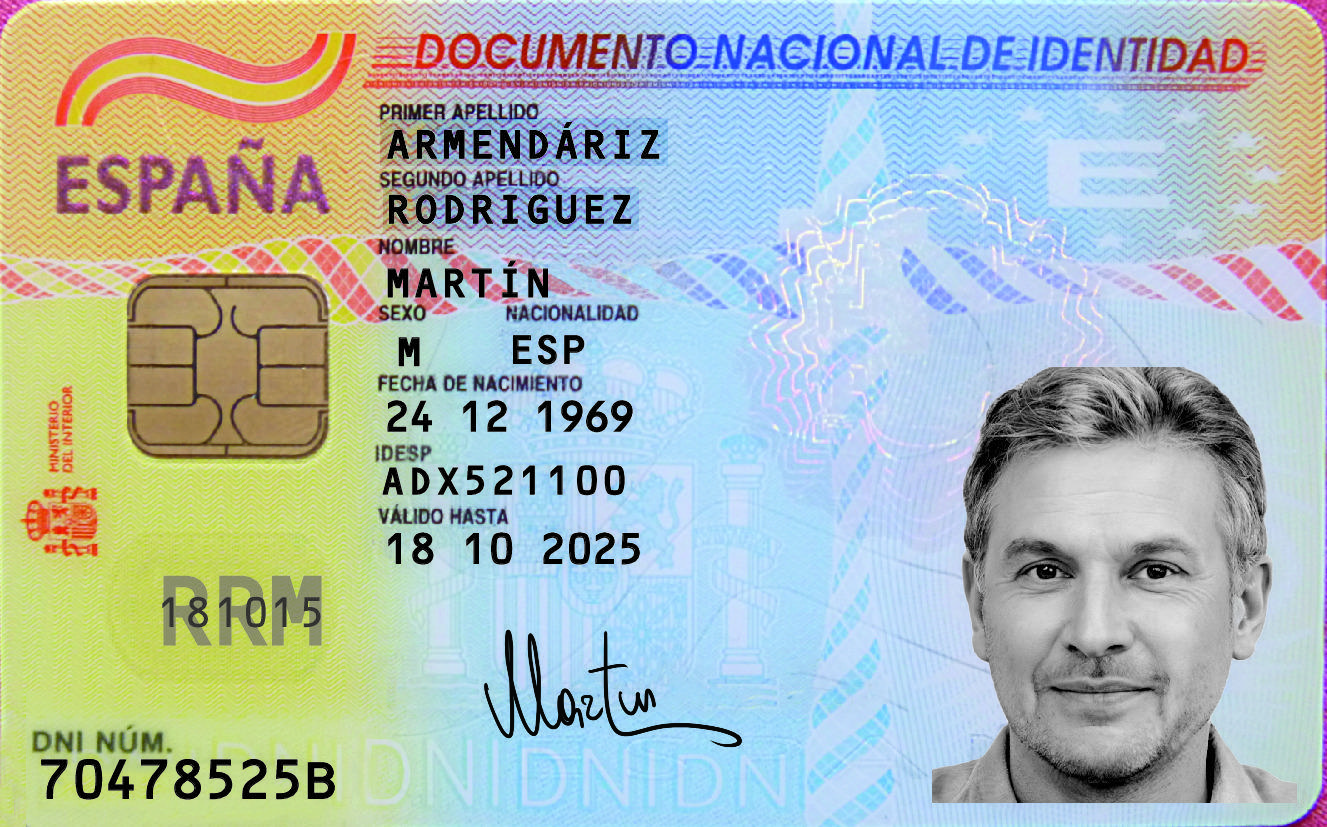 DOCUMENTO NACIONAL DE IDENTIDAD
ESPAÑA
PRIMER APELLIDO
ARMENDÁRIZ
SEGUNDO APELLIDO
RODRIGUEZ
NOMBRE
MARTÍN
SEXO NACIONALIDAD
M ESP
FECHA DE NACIMIENTO
24 12 1969
IDESP
ADX521100
VÁLIDO HASTA
18 10 2025
MINISTERIO
DEL INTERIOR
RRM
181015
Martin
DNI NÚM.
70478525B
DNIDNIDNIDNI
E